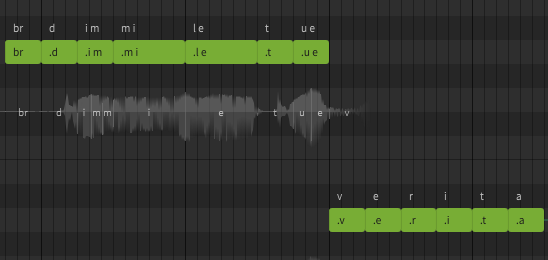 br d im mi le t ue
br .d .im .mi .le .t .ue
br d i m m i e t u e v
v e r i t a
.v .e .r .i .t .a